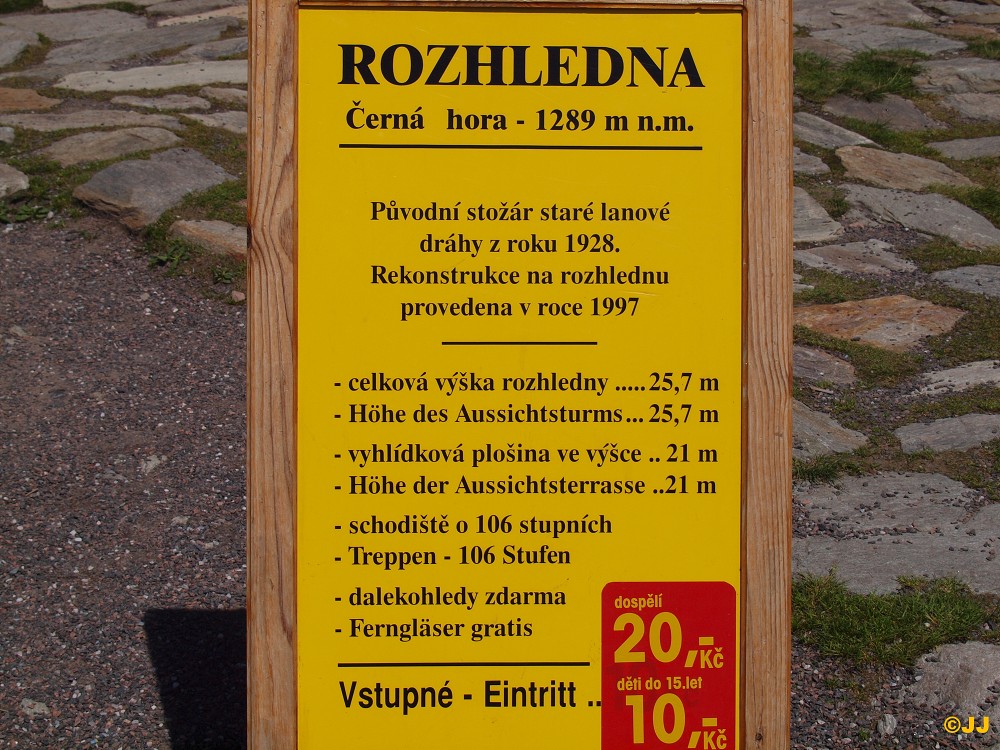 ROZHLEDNA
Černá hora - 1289 m n.m.
Původní stožár staré lanové
dráhy z roku 1928.
Rekonstrukce na rozhlednu
provedena v roce 1997
- celková výška rozhledny ..... 25,7 m
- Höhe des Aussichtsturms ... 25,7 m
- vyhlídková plošina ve výšce .. 21 m
- Höhe der Aussichtsterrasse ..21 m
- schodiště o 106 stupních
- Treppen - 106 Stufen
- dalekohledy zdarma
- Ferngläser gratis
Vstupné - Eintritt ..
dospělí
20,-Kč
děti do 15.let
10,-Kč
©JJ